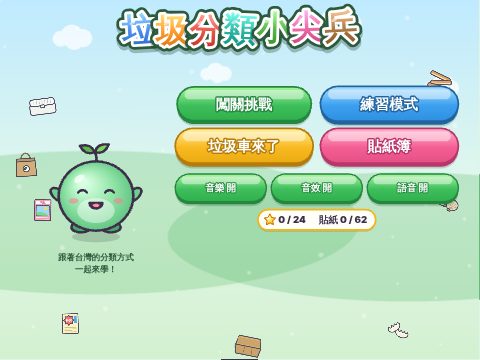 垃圾分類小尖兵
闖關挑戰
練習模式
垃圾車來了
貼紙簿
音樂 開
音效 開
語音 開
0 / 24 貼紙 0 / 62
跟著台灣的分類方式
一起來學！